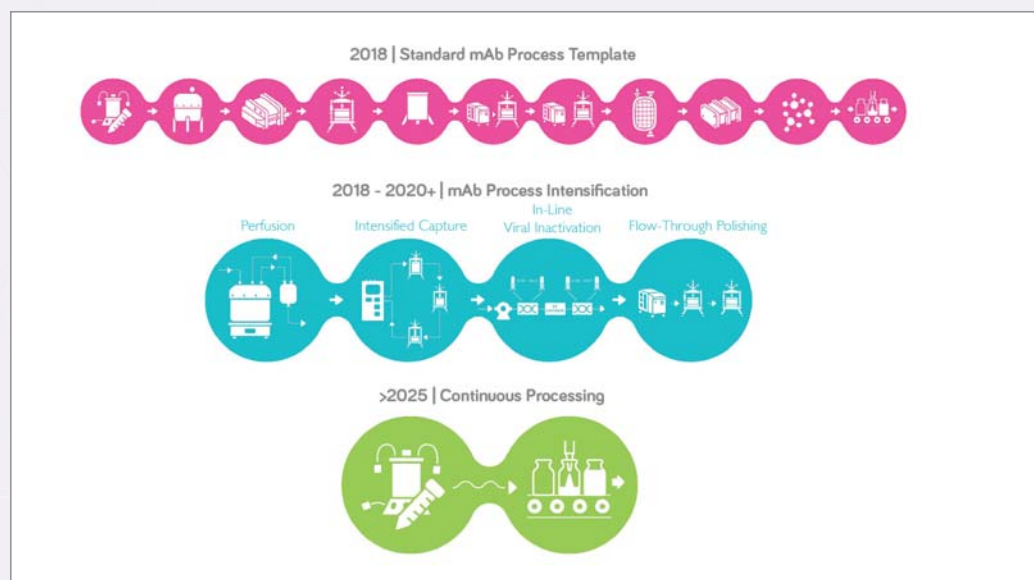 2018 | Standard mAb Process Template
2018 - 2020+ | mAb Process Intensification
Perfusion
Intensified Capture
In-Line
Viral Inactivation
Flow-Through Polishing
>2025 | Continuous Processing